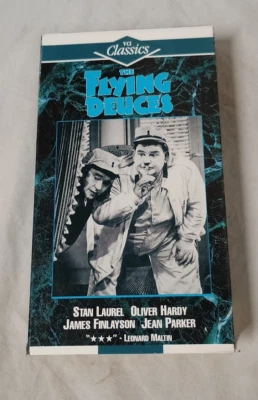 VCI
Classics
THE
FLYING
DEUCES
STAN LAUREL OLIVER HARDY
JAMES FINLAYSON JEAN PARKER
"★★★" - LEONARD MALTIN